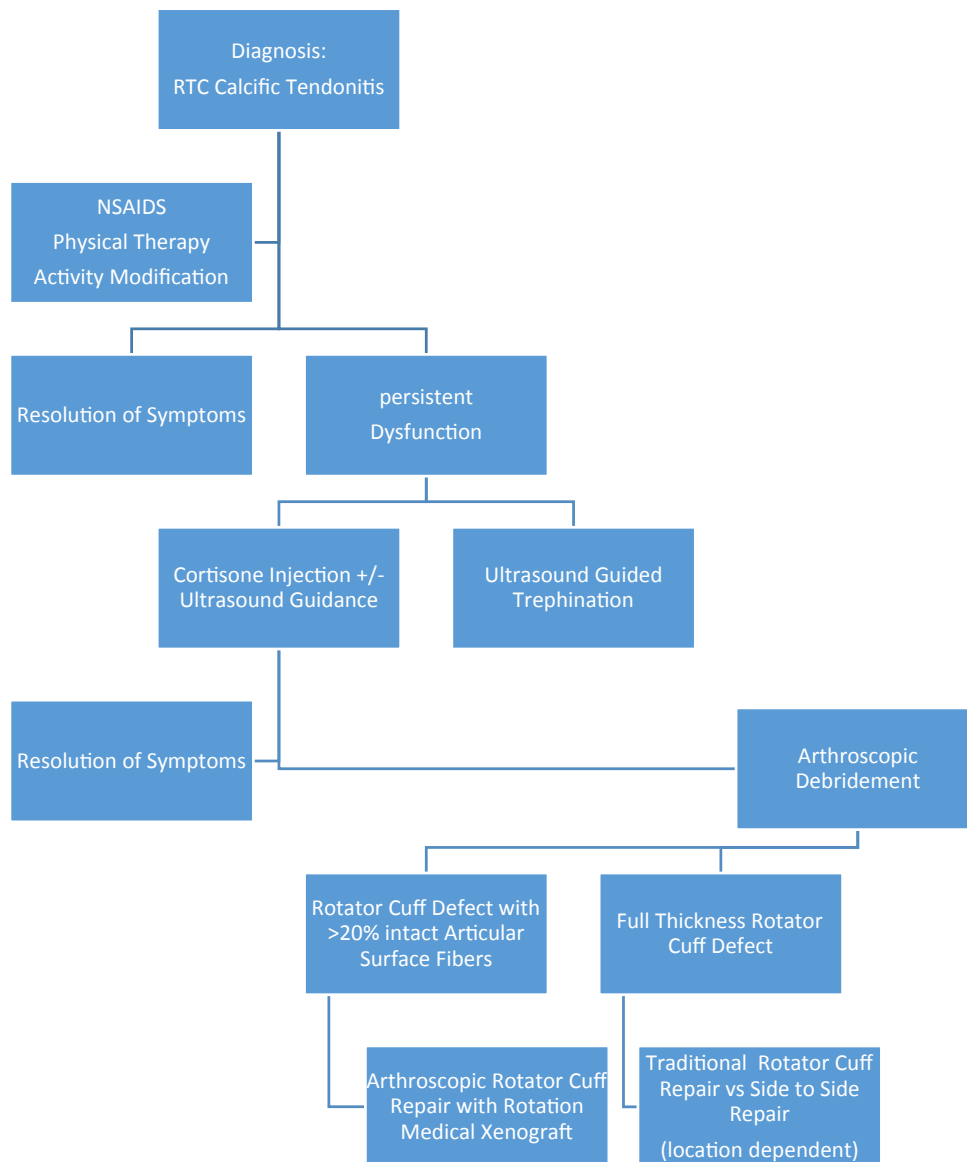 Diagnosis:
RTC Calcific Tendonitis
NSAIDS
Physical Therapy
Activity Modification
Resolution of Symptoms
persistent
Dysfunction
Cortisone Injection +/-
Ultrasound Guidance
Ultrasound Guided
Trephination
Resolution of Symptoms
Arthroscopic
Debridement
Rotator Cuff Defect with
>20% intact Articular
Surface Fibers
Full Thickness Rotator
Cuff Defect
Arthroscopic Rotator Cuff
Repair with Rotation
Medical Xenograft
Traditional Rotator Cuff
Repair vs Side to Side
Repair
(location dependent)